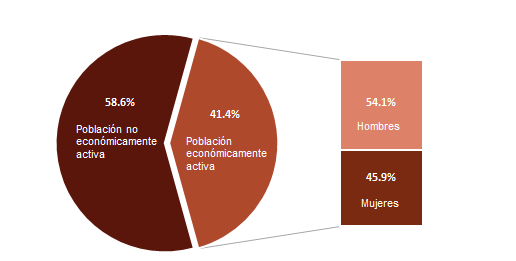 58.6%
Población no
económicamente
activa
41.4%
Población
económicamente
activa
54.1%
Hombres
45.9%
Mujeres